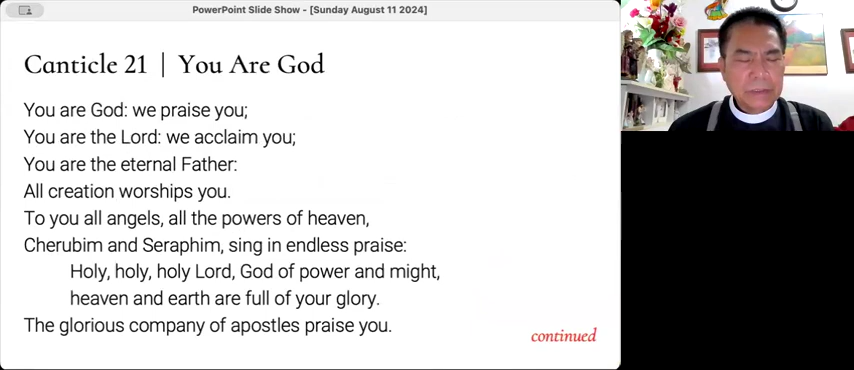 PowerPoint Slide Show - [Sunday August 11 2024]
Canticle 21 | You Are God
You are God: we praise you;
You are the Lord: we acclaim you;
You are the eternal Father:
All creation worships you.
To you all angels, all the powers of heaven,
Cherubim and Seraphim, sing in endless praise:
Holy, holy, holy Lord, God of power and might,
heaven and earth are full of your glory.
The glorious company of apostles praise you.
continued